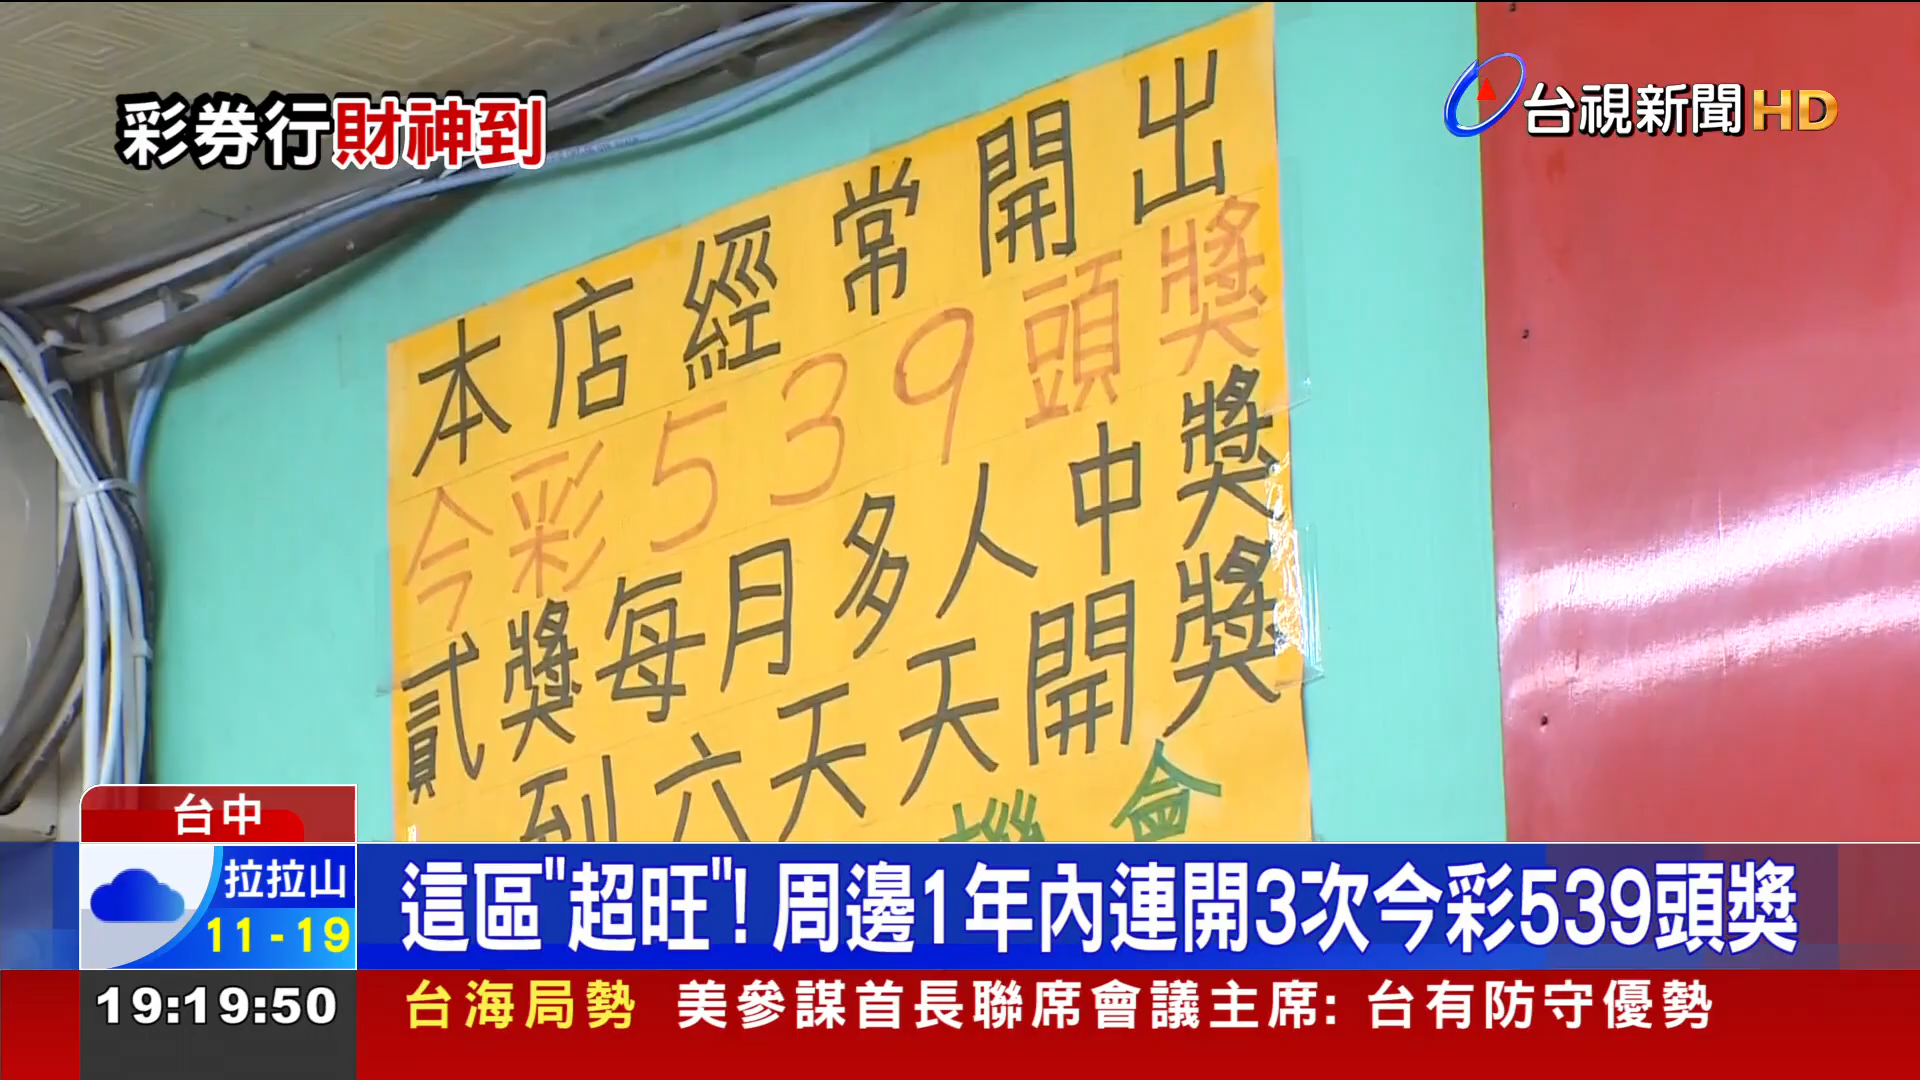 彩券行財神到
台視新聞HD
本店經常開出
今彩539頭獎
貳獎每月多人中獎
到六天天開獎
機會
台中
拉拉山
11-19
這區"超旺"! 周邊1年內連開3次今彩539頭獎
19:19:50
台海局勢 美參謀首長聯席會議主席: 台有防守優勢